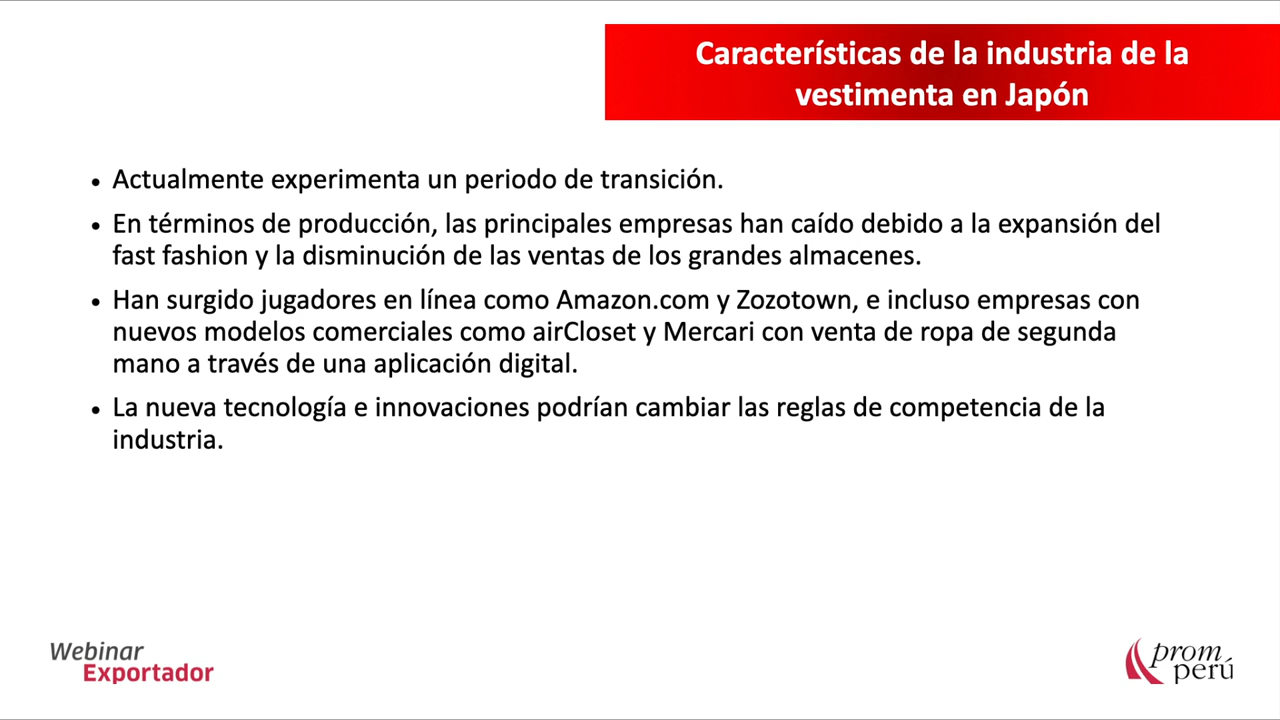 Características de la industria de la
vestimenta en Japón
• Actualmente experimenta un periodo de transición.
• En términos de producción, las principales empresas han caído debido a la expansión del
fast fashion y la disminución de las ventas de los grandes almacenes.
• Han surgido jugadores en línea como Amazon.com y Zozotown, e incluso empresas con
nuevos modelos comerciales como airCloset y Mercari con venta de ropa de segunda
mano a través de una aplicación digital.
• La nueva tecnología e innovaciones podrían cambiar las reglas de competencia de la
industria.
Webinar
Exportador
prom
perú